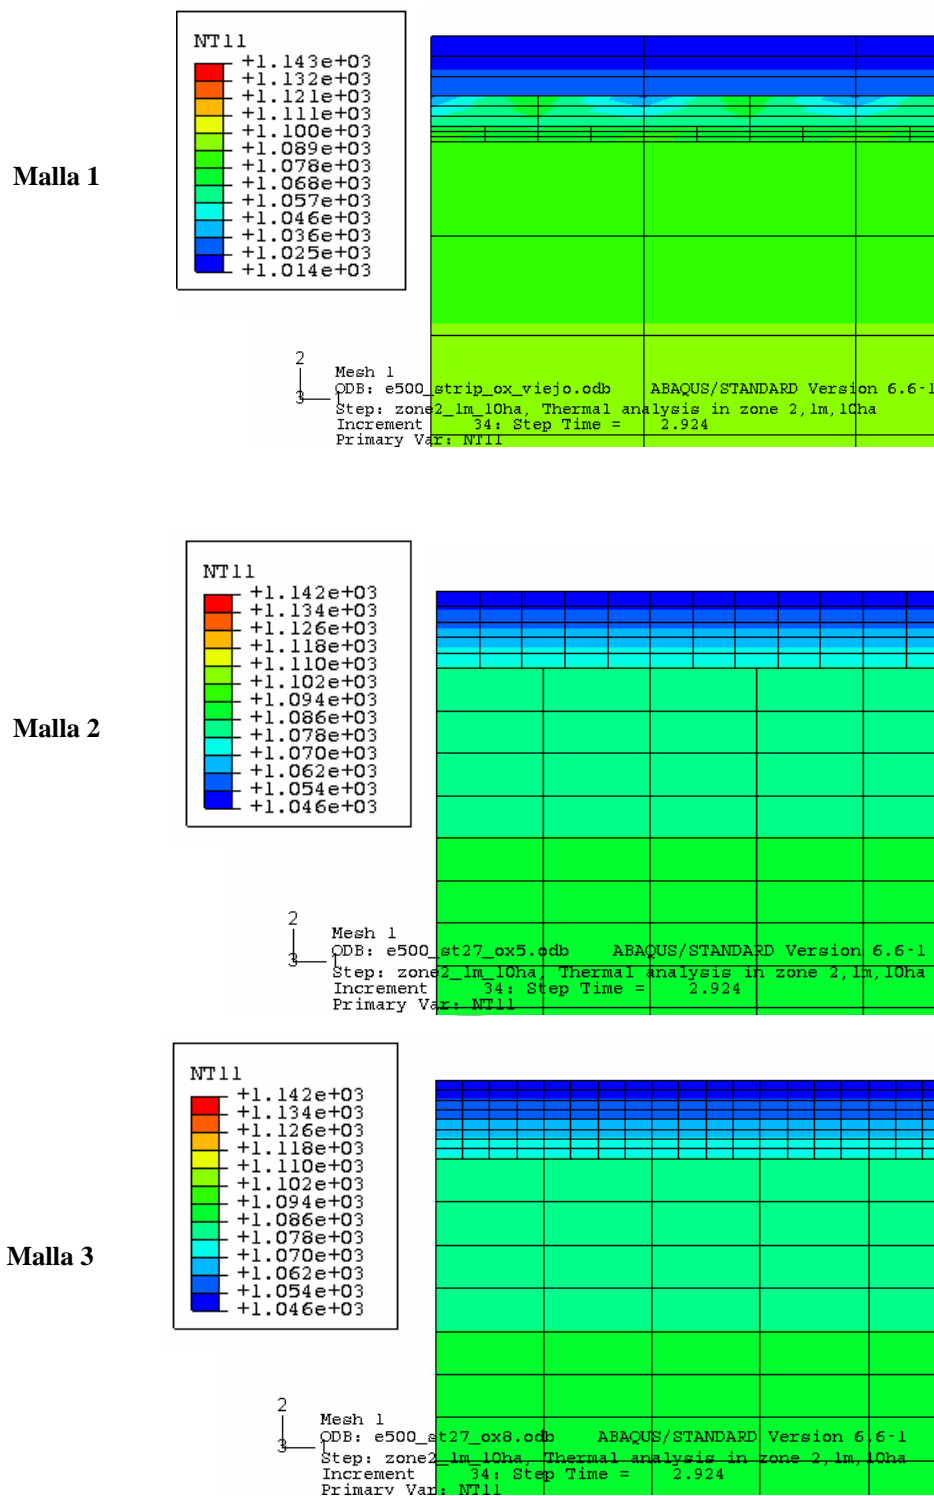 NT11
+1.143e+03
+1.132e+03
+1.121e+03
+1.111e+03
+1.100e+03
+1.089e+03
+1.078e+03
+1.068e+03
+1.057e+03
+1.046e+03
+1.036e+03
+1.025e+03
+1.014e+03
Malla 1
2
3
1
Mesh 1
ODB: e500_strip_ox_viejo.odb ABAQUS/STANDARD Version 6.6-1
Step: zone2_1m_10ha, Thermal analysis in zone 2,1m,10ha
Increment 34: Step Time = 2.924
Primary Var: NT11
NT11
+1.142e+03
+1.134e+03
+1.126e+03
+1.118e+03
+1.110e+03
+1.102e+03
+1.094e+03
+1.086e+03
+1.078e+03
+1.070e+03
+1.062e+03
+1.054e+03
+1.046e+03
Malla 2
2
3
1
Mesh 1
ODB: e500_st27_ox5.odb ABAQUS/STANDARD Version 6.6-1
Step: zone2_1m_10ha, Thermal analysis in zone 2,1m,10ha
Increment 34: Step Time = 2.924
Primary Var: NT11
NT11
+1.142e+03
+1.134e+03
+1.126e+03
+1.118e+03
+1.110e+03
+1.102e+03
+1.094e+03
+1.086e+03
+1.078e+03
+1.070e+03
+1.062e+03
+1.054e+03
+1.046e+03
Malla 3
2
3
1
Mesh 1
ODB: e500_st27_ox8.odb ABAQUS/STANDARD Version 6.6-1
Step: zone2_1m_10ha, Thermal analysis in zone 2,1m,10ha
Increment 34: Step Time = 2.924
Primary Var: NT11